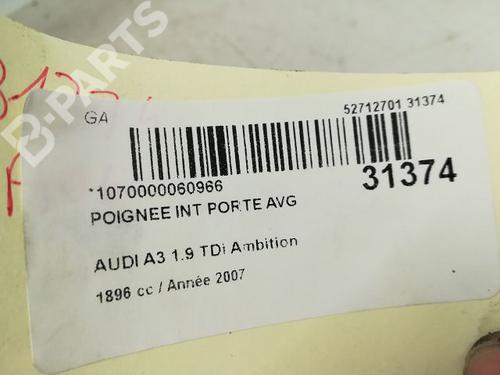 B-PARTS
GA
52712701 31374
*1070000060966
31374
POIGNEE INT PORTE AVG
AUDI A3 1.9 TDi Ambition
1896 cc / Année 2007